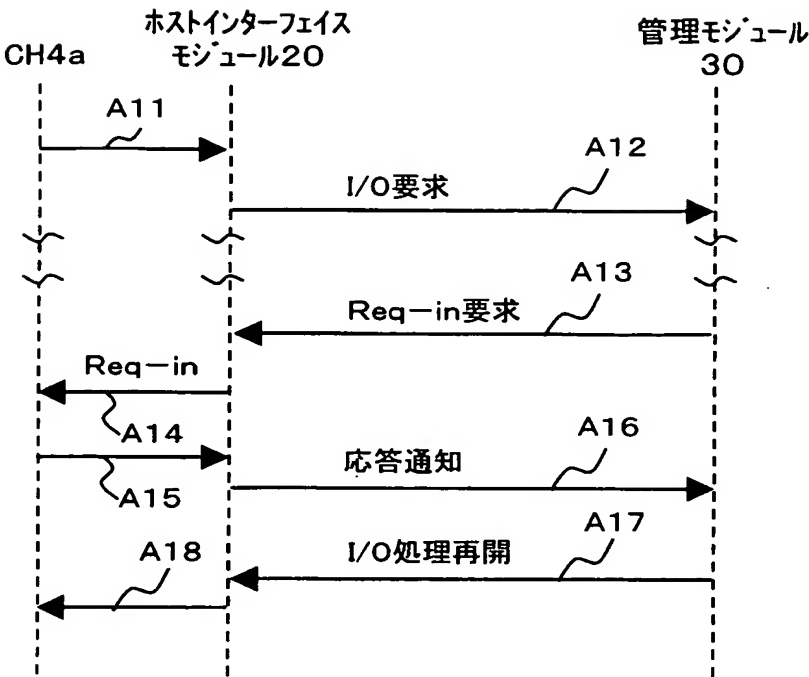 CH4a
ホストインターフェイス
モジュール20
管理モジュール
30
A11
A12
I/O要求
A13
Req-in要求
Req-in
A14
A15
A16
応答通知
A17
I/O処理再開
A18